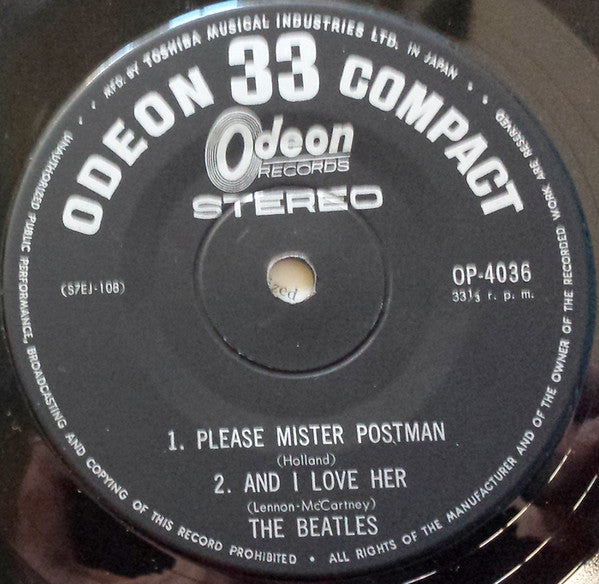 MFG. BY TOSHIBA MUSICAL INDUSTRIES LTD. IN JAPAN
ODEON 33 COMPACT
Odeon
RECORDS
STEREO
(S7EJ-108)
OP-4036
33⅓ r. p. m.
1. PLEASE MISTER POSTMAN
(Holland)
2. AND I LOVE HER
(Lennon-McCartney)
THE BEATLES
UNAUTHORIZED PUBLIC PERFORMANCE, BROADCASTING AND COPYING OF THIS RECORD PROHIBITED • ALL RIGHTS OF THE MANUFACTURER AND OF THE OWNER OF THE RECORDED WORK ARE RESERVED